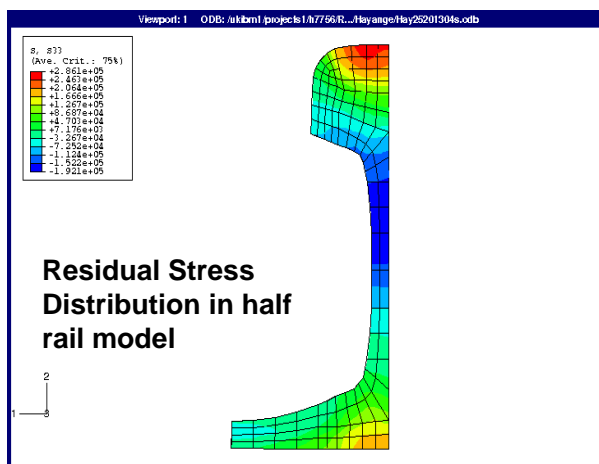 Viewport: 1 ODB: /ukibm1/projects1/h7756/R.../Hayange/Hay25201304s.odb
S, S33
(Ave. Crit.: 75%)
+2.861e+05
+2.463e+05
+2.064e+05
+1.666e+05
+1.267e+05
+8.687e+04
+4.703e+04
+7.176e+03
-3.267e+04
-7.252e+04
-1.124e+05
-1.522e+05
-1.921e+05
Residual Stress
Distribution in half
rail model
2
1
3